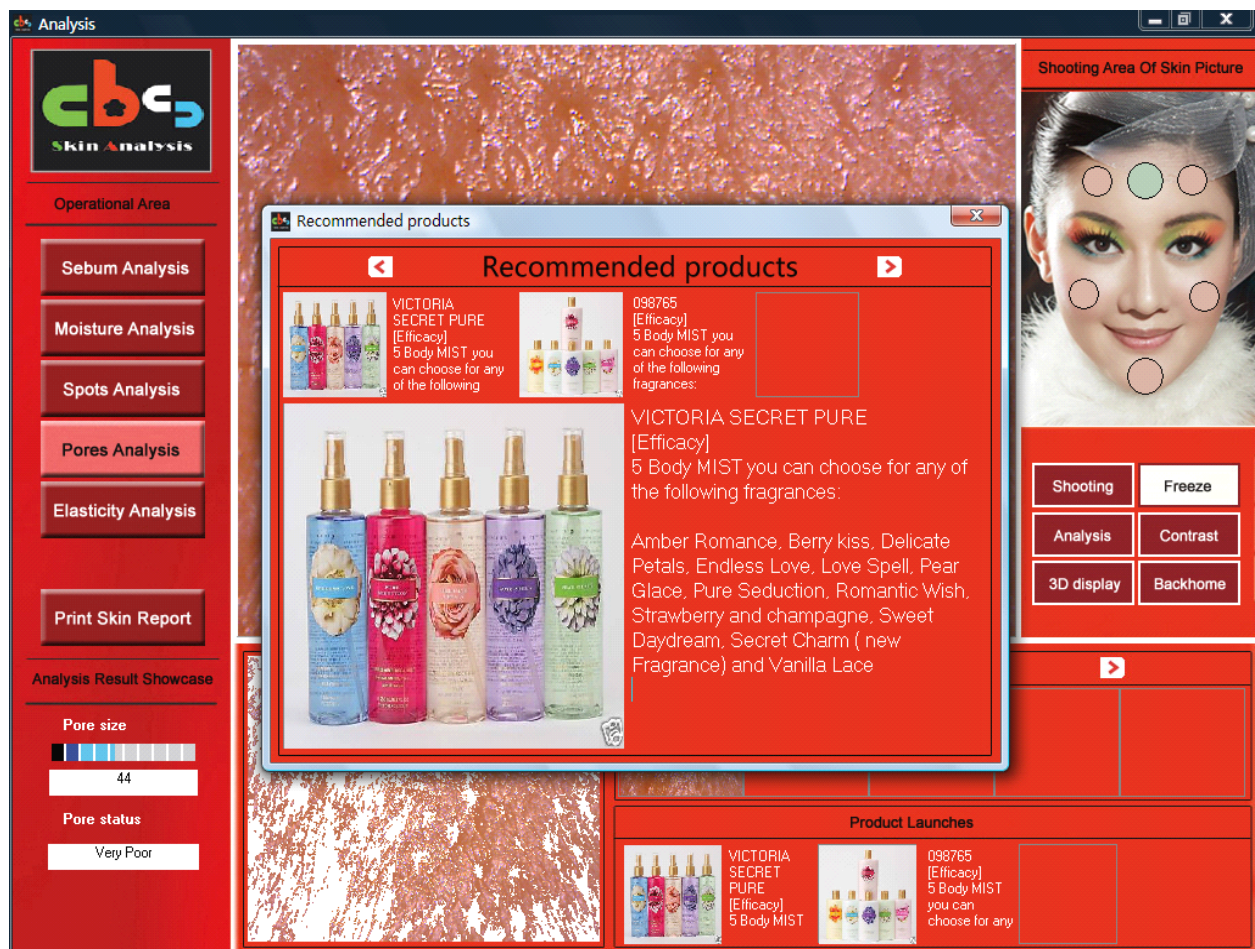 Analysis
cbcs
Skin Analysis
Operational Area
Sebum Analysis
Moisture Analysis
Spots Analysis
Pores Analysis
Elasticity Analysis
Print Skin Report
Analysis Result Showcase
Pore size
44
Pore status
Very Poor
Recommended products
Recommended products
VICTORIA
SECRET PURE
[Efficacy]
5 Body MIST you
can choose for any
of the following
098765
[Efficacy]
5 Body MIST you
can choose for any
of the following
fragrances:
VICTORIA SECRET PURE
[Efficacy]
5 Body MIST you can choose for any of
the following fragrances:
Amber Romance, Berry kiss, Delicate
Petals, Endless Love, Love Spell, Pear
Glace, Pure Seduction, Romantic Wish,
Strawberry and champagne, Sweet
Daydream, Secret Charm ( new
Fragrance) and Vanilla Lace
Shooting Area Of Skin Picture
Shooting
Freeze
Analysis
Contrast
3D display
Backhome
Product Launches
VICTORIA
SECRET
PURE
[Efficacy]
5 Body MIST
098765
[Efficacy]
5 Body MIST
you can
choose for any